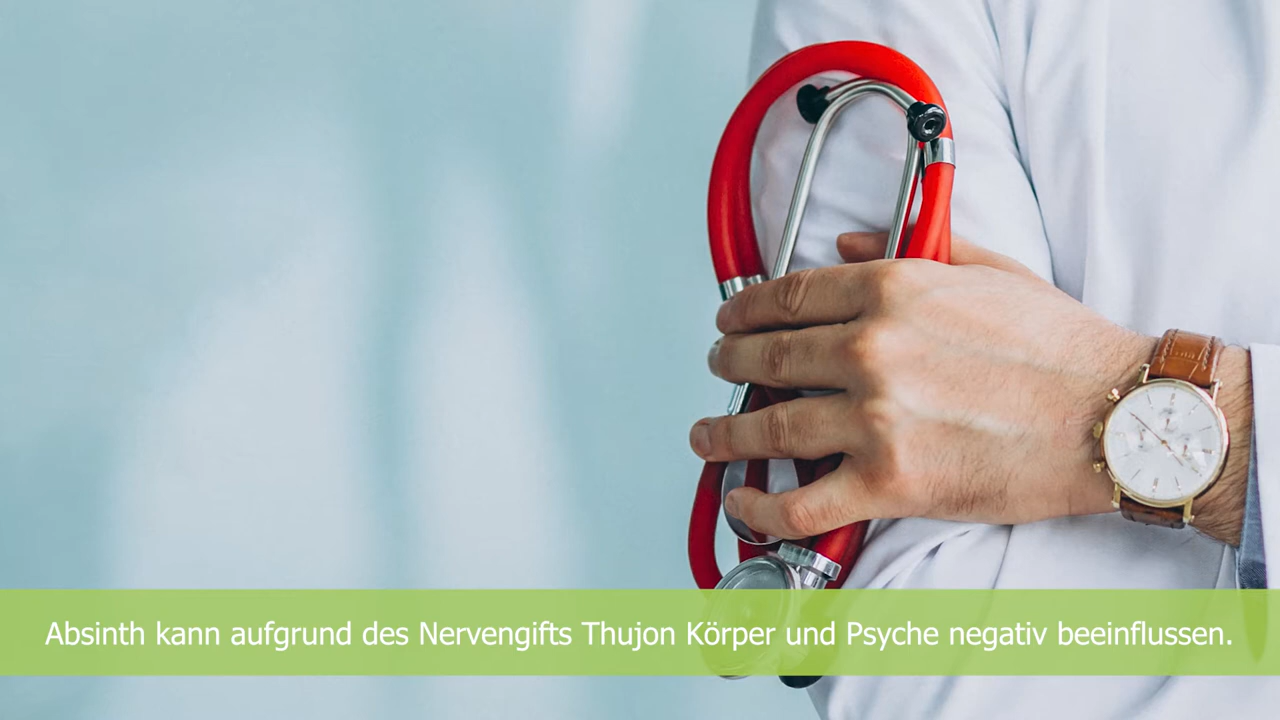 Absinth kann aufgrund des Nervengifts Thujon Körper und Psyche negativ beeinflussen.